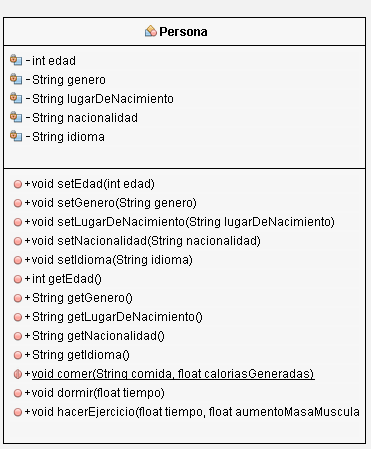 Persona
-int edad
-String genero
-String lugarDeNacimiento
-String nacionalidad
-String idioma
+void setEdad(int edad)
+void setGenero(String genero)
+void setLugarDeNacimiento(String lugarDeNacimiento)
+void setNacionalidad(String nacionalidad)
+void setIdioma(String idioma)
+int getEdad()
+String getGenero()
+String getLugarDeNacimiento()
+String getNacionalidad()
+String getIdioma()
+void comer(String comida, float caloriasGeneradas)
+void dormir(float tiempo)
+void hacerEjercicio(float tiempo, float aumentoMasaMuscula